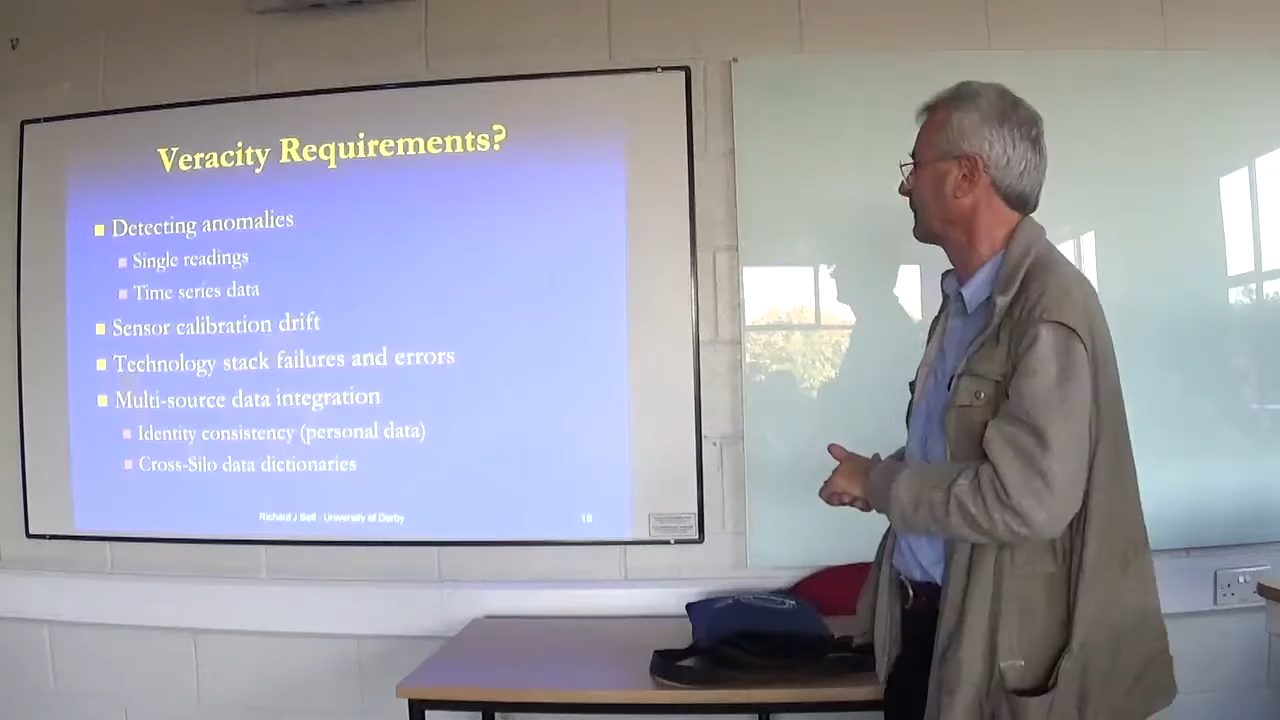 Veracity Requirements?
Detecting anomalies
Single readings
Time series data
Sensor calibration drift
Technology stack failures and errors
Multi-source data integration
Identity consistency (personal data)
Cross-Silo data dictionaries
Richard J Self - University of Derby